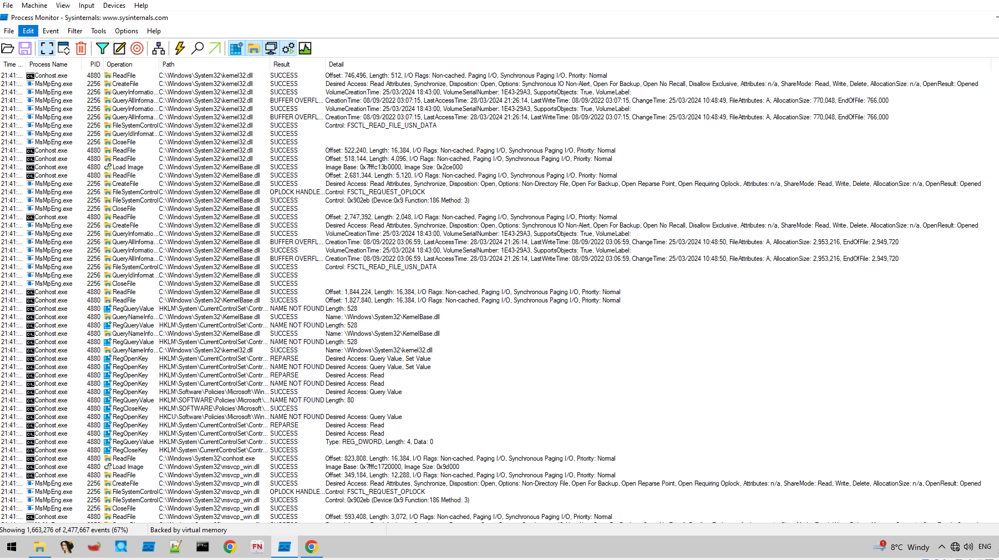 File Machine View Input Devices Help
Process Monitor - Sysinternals: www.sysinternals.com
File Edit Event Filter Tools Options Help
Time ... Process Name PID Operation Path Result Detail
21:41:... Conhost.exe 4880 ReadFile C:\Windows\System32\kernel32.dll SUCCESS Offset: 746,496, Length: 512, I/O Flags: Non-cached, Paging I/O, Synchronous Paging I/O, Priority: Normal
21:41:... MsMpEng.exe 2256 CreateFile C:\Windows\System32\kernel32.dll SUCCESS Desired Access: Read Attributes, Synchronize, Disposition: Open, Options: Synchronous IO Non-Alert, Open For Backup, Open No Recall, Disallow Exclusive, Attributes: n/a, ShareMode: Read, Write, Delete, AllocationSize: n/a, OpenResult: Opened
21:41:... MsMpEng.exe 2256 QueryInformatio... C:\Windows\System32\kernel32.dll SUCCESS VolumeCreationTime: 25/03/2024 18:43:00, VolumeSerialNumber: 1E43-29A3, SupportsObjects: True, VolumeLabel:
21:41:... MsMpEng.exe 2256 QueryAllInforma... C:\Windows\System32\kernel32.dll BUFFER OVERFL... CreationTime: 08/09/2022 03:07:15, LastAccessTime: 28/03/2024 21:26:14, LastWriteTime: 08/09/2022 03:07:15, ChangeTime: 25/03/2024 10:48:49, FileAttributes: A, AllocationSize: 770,048, EndOfFile: 766,000
21:41:... MsMpEng.exe 2256 QueryInformatio... C:\Windows\System32\kernel32.dll SUCCESS VolumeCreationTime: 25/03/2024 18:43:00, VolumeSerialNumber: 1E43-29A3, SupportsObjects: True, VolumeLabel:
21:41:... MsMpEng.exe 2256 QueryAllInforma... C:\Windows\System32\kernel32.dll BUFFER OVERFL... CreationTime: 08/09/2022 03:07:15, LastAccessTime: 28/03/2024 21:26:14, LastWriteTime: 08/09/2022 03:07:15, ChangeTime: 25/03/2024 10:48:49, FileAttributes: A, AllocationSize: 770,048, EndOfFile: 766,000
21:41:... MsMpEng.exe 2256 FileSystemControl C:\Windows\System32\kernel32.dll SUCCESS Control: FSCTL_READ_FILE_USN_DATA
21:41:... MsMpEng.exe 2256 QueryIdInformat... C:\Windows\System32\kernel32.dll SUCCESS
21:41:... MsMpEng.exe 2256 CloseFile C:\Windows\System32\kernel32.dll SUCCESS
21:41:... Conhost.exe 4880 ReadFile C:\Windows\System32\kernel32.dll SUCCESS Offset: 522,240, Length: 16,384, I/O Flags: Non-cached, Paging I/O, Synchronous Paging I/O, Priority: Normal
21:41:... Conhost.exe 4880 ReadFile C:\Windows\System32\kernel32.dll SUCCESS Offset: 518,144, Length: 4,096, I/O Flags: Non-cached, Paging I/O, Synchronous Paging I/O, Priority: Normal
21:41:... Conhost.exe 4880 Load Image C:\Windows\System32\KernelBase.dll SUCCESS Image Base: 0x7fffc13b0000, Image Size: 0x2ce000
21:41:... Conhost.exe 4880 ReadFile C:\Windows\System32\KernelBase.dll SUCCESS Offset: 2,681,344, Length: 5,120, I/O Flags: Non-cached, Paging I/O, Synchronous Paging I/O, Priority: Normal
21:41:... MsMpEng.exe 2256 CreateFile C:\Windows\System32\KernelBase.dll SUCCESS Desired Access: Read Attributes, Synchronize, Disposition: Open, Options: Non-Directory File, Open For Backup, Open Reparse Point, Open Requiring Oplock, Attributes: n/a, ShareMode: Read, Write, Delete, AllocationSize: n/a, OpenResult: Opened
21:41:... MsMpEng.exe 2256 FileSystemControl C:\Windows\System32\KernelBase.dll OPLOCK HANDLE... Control: FSCTL_REQUEST_OPLOCK
21:41:... MsMpEng.exe 2256 FileSystemControl C:\Windows\System32\KernelBase.dll SUCCESS Control: 0x902eb (Device:0x9 Function:186 Method: 3)
21:41:... MsMpEng.exe 2256 CloseFile C:\Windows\System32\KernelBase.dll SUCCESS
21:41:... Conhost.exe 4880 ReadFile C:\Windows\System32\KernelBase.dll SUCCESS Offset: 2,747,392, Length: 2,048, I/O Flags: Non-cached, Paging I/O, Synchronous Paging I/O, Priority: Normal
21:41:... MsMpEng.exe 2256 CreateFile C:\Windows\System32\KernelBase.dll SUCCESS Desired Access: Read Attributes, Synchronize, Disposition: Open, Options: Synchronous IO Non-Alert, Open For Backup, Open No Recall, Disallow Exclusive, Attributes: n/a, ShareMode: Read, Write, Delete, AllocationSize: n/a, OpenResult: Opened
21:41:... MsMpEng.exe 2256 QueryInformatio... C:\Windows\System32\KernelBase.dll SUCCESS VolumeCreationTime: 25/03/2024 18:43:00, VolumeSerialNumber: 1E43-29A3, SupportsObjects: True, VolumeLabel:
21:41:... MsMpEng.exe 2256 QueryAllInforma... C:\Windows\System32\KernelBase.dll BUFFER OVERFL... CreationTime: 08/09/2022 03:06:59, LastAccessTime: 28/03/2024 21:26:14, LastWriteTime: 08/09/2022 03:06:59, ChangeTime: 25/03/2024 10:48:50, FileAttributes: A, AllocationSize: 2,953,216, EndOfFile: 2,949,720
21:41:... MsMpEng.exe 2256 QueryInformatio... C:\Windows\System32\KernelBase.dll SUCCESS VolumeCreationTime: 25/03/2024 18:43:00, VolumeSerialNumber: 1E43-29A3, SupportsObjects: True, VolumeLabel:
21:41:... MsMpEng.exe 2256 QueryAllInforma... C:\Windows\System32\KernelBase.dll BUFFER OVERFL... CreationTime: 08/09/2022 03:06:59, LastAccessTime: 28/03/2024 21:26:14, LastWriteTime: 08/09/2022 03:06:59, ChangeTime: 25/03/2024 10:48:50, FileAttributes: A, AllocationSize: 2,953,216, EndOfFile: 2,949,720
21:41:... MsMpEng.exe 2256 FileSystemControl C:\Windows\System32\KernelBase.dll SUCCESS Control: FSCTL_READ_FILE_USN_DATA
21:41:... MsMpEng.exe 2256 QueryIdInformat... C:\Windows\System32\KernelBase.dll SUCCESS
21:41:... MsMpEng.exe 2256 CloseFile C:\Windows\System32\KernelBase.dll SUCCESS
21:41:... Conhost.exe 4880 ReadFile C:\Windows\System32\KernelBase.dll SUCCESS Offset: 1,844,224, Length: 16,384, I/O Flags: Non-cached, Paging I/O, Synchronous Paging I/O, Priority: Normal
21:41:... Conhost.exe 4880 ReadFile C:\Windows\System32\KernelBase.dll SUCCESS Offset: 1,827,840, Length: 16,384, I/O Flags: Non-cached, Paging I/O, Synchronous Paging I/O, Priority: Normal
21:41:... Conhost.exe 4880 RegQueryValue HKLM\System\CurrentControlSet\Contr... NAME NOT FOUND Length: 528
21:41:... Conhost.exe 4880 QueryNameInfo... C:\Windows\System32\KernelBase.dll SUCCESS Name: \Windows\System32\KernelBase.dll
21:41:... Conhost.exe 4880 RegQueryValue HKLM\System\CurrentControlSet\Contr... NAME NOT FOUND Length: 528
21:41:... Conhost.exe 4880 QueryNameInfo... C:\Windows\System32\KernelBase.dll SUCCESS Name: \Windows\System32\KernelBase.dll
21:41:... Conhost.exe 4880 RegQueryValue HKLM\System\CurrentControlSet\Contr... NAME NOT FOUND Length: 528
21:41:... Conhost.exe 4880 QueryNameInfo... C:\Windows\System32\kernel32.dll SUCCESS Name: \Windows\System32\kernel32.dll
21:41:... Conhost.exe 4880 RegOpenKey HKLM\System\CurrentControlSet\Contr... REPARSE Desired Access: Query Value, Set Value
21:41:... Conhost.exe 4880 RegOpenKey HKLM\System\CurrentControlSet\Contr... NAME NOT FOUND Desired Access: Query Value, Set Value
21:41:... Conhost.exe 4880 RegOpenKey HKLM\System\CurrentControlSet\Contr... REPARSE Desired Access: Read
21:41:... Conhost.exe 4880 RegOpenKey HKLM\System\CurrentControlSet\Contr... NAME NOT FOUND Desired Access: Read
21:41:... Conhost.exe 4880 RegOpenKey HKLM\Software\Policies\Microsoft\Win... SUCCESS Desired Access: Query Value
21:41:... Conhost.exe 4880 RegQueryValue HKLM\SOFTWARE\Policies\Microsoft\... NAME NOT FOUND Length: 80
21:41:... Conhost.exe 4880 RegCloseKey HKLM\SOFTWARE\Policies\Microsoft\... SUCCESS
21:41:... Conhost.exe 4880 RegOpenKey HKCU\Software\Policies\Microsoft\Win... NAME NOT FOUND Desired Access: Query Value
21:41:... Conhost.exe 4880 RegOpenKey HKLM\System\CurrentControlSet\Contr... REPARSE Desired Access: Read
21:41:... Conhost.exe 4880 RegOpenKey HKLM\System\CurrentControlSet\Contr... SUCCESS Desired Access: Read
21:41:... Conhost.exe 4880 RegQueryValue HKLM\System\CurrentControlSet\Contr... SUCCESS Type: REG_DWORD, Length: 4, Data: 0
21:41:... Conhost.exe 4880 RegCloseKey HKLM\System\CurrentControlSet\Contr... SUCCESS
21:41:... Conhost.exe 4880 ReadFile C:\Windows\System32\conhost.exe SUCCESS Offset: 823,808, Length: 16,384, I/O Flags: Non-cached, Paging I/O, Synchronous Paging I/O, Priority: Normal
21:41:... Conhost.exe 4880 Load Image C:\Windows\System32\msvcp_win.dll SUCCESS Image Base: 0x7fffc1720000, Image Size: 0x9d000
21:41:... Conhost.exe 4880 ReadFile C:\Windows\System32\msvcp_win.dll SUCCESS Offset: 349,184, Length: 12,288, I/O Flags: Non-cached, Paging I/O, Synchronous Paging I/O, Priority: Normal
21:41:... MsMpEng.exe 2256 CreateFile C:\Windows\System32\msvcp_win.dll SUCCESS Desired Access: Read Attributes, Synchronize, Disposition: Open, Options: Non-Directory File, Open For Backup, Open Reparse Point, Open Requiring Oplock, Attributes: n/a, ShareMode: Read, Write, Delete, AllocationSize: n/a, OpenResult: Opened
21:41:... MsMpEng.exe 2256 FileSystemControl C:\Windows\System32\msvcp_win.dll OPLOCK HANDLE... Control: FSCTL_REQUEST_OPLOCK
21:41:... MsMpEng.exe 2256 FileSystemControl C:\Windows\System32\msvcp_win.dll SUCCESS Control: 0x902eb (Device:0x9 Function:186 Method: 3)
21:41:... MsMpEng.exe 2256 CloseFile C:\Windows\System32\msvcp_win.dll SUCCESS
21:41:... Conhost.exe 4880 ReadFile C:\Windows\System32\msvcp_win.dll SUCCESS Offset: 593,408, Length: 3,072, I/O Flags: Non-cached, Paging I/O, Synchronous Paging I/O, Priority: Normal
Showing 1,663,276 of 2,477,667 events (67%) Backed by virtual memory
FN 1 8°C Windy ENG